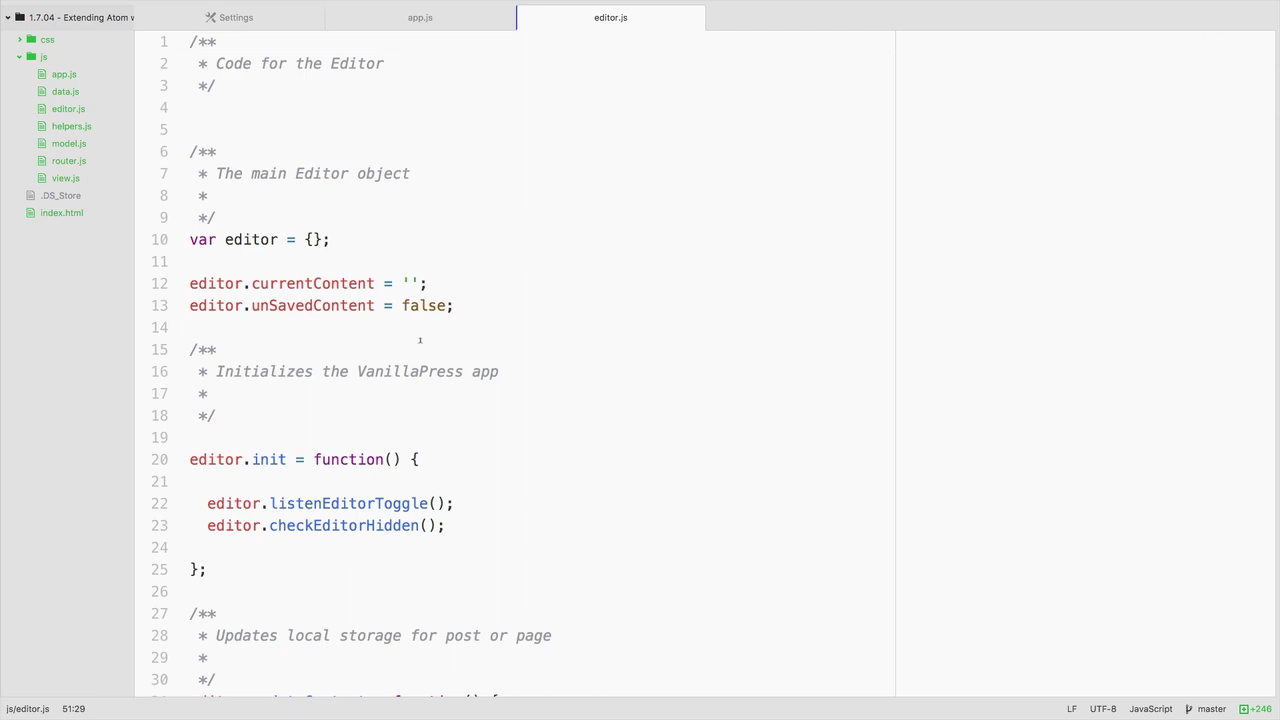 1.7.04 - Extending Atom w
Settings
app.js
editor.js
css
js
app.js
data.js
editor.js
helpers.js
model.js
router.js
view.js
.DS_Store
index.html
1 /**
2  * Code for the Editor
3  */
4
5
6 /**
7  * The main Editor object
8  *
9  */
10 var editor = {};
11
12 editor.currentContent = '';
13 editor.unSavedContent = false;
14
15 /**
16  * Initializes the VanillaPress app
17  *
18  */
19
20 editor.init = function() {
21
22   editor.listenEditorToggle();
23   editor.checkEditorHidden();
24
25 };
26
27 /**
28  * Updates local storage for post or page
29  *
30  */
js/editor.js 51:29 LF UTF-8 JavaScript master +246